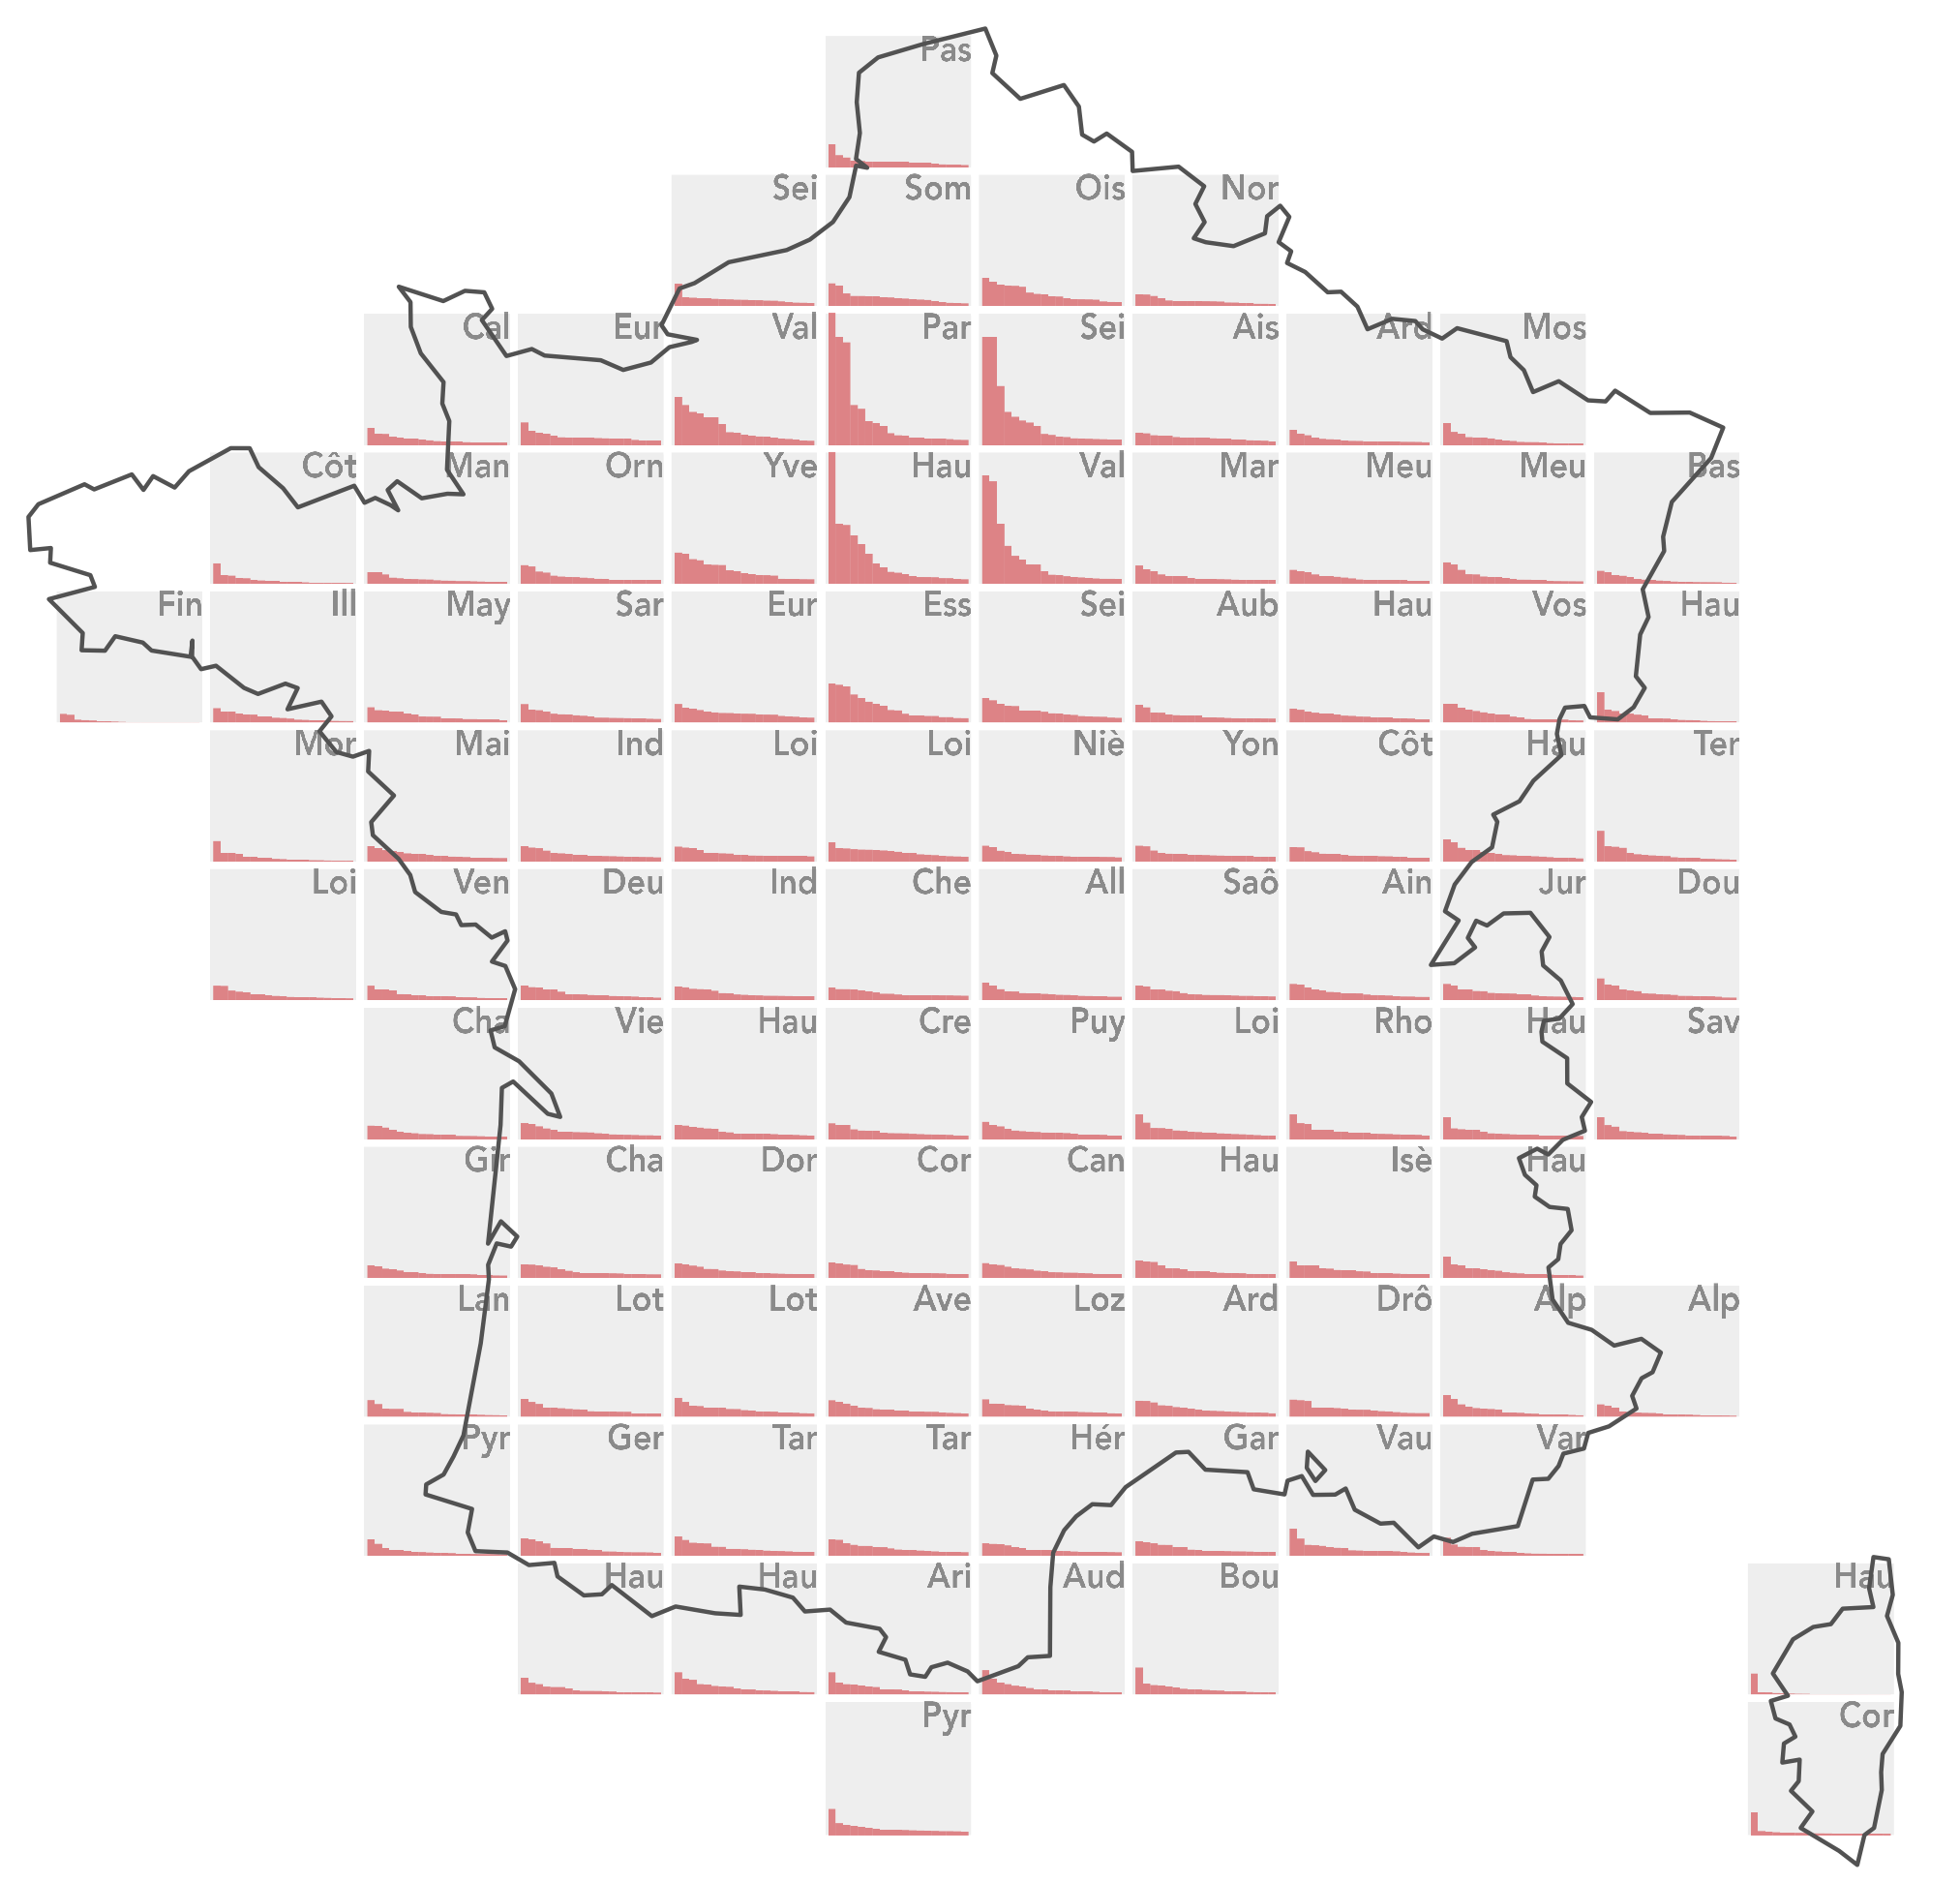 Pas
Sei Som Ois Nor
Cal Eur Val Par Sei Ais Ard Mos
Côt Man Orn Yve Hau Val Mar Meu Meu Bas
Fin Ill May Sar Eur Ess Sei Aub Hau Vos Hau
Mor Mai Ind Loi Loi Niè Yon Côt Hau Ter
Loi Ven Deu Ind Che All Saô Ain Jur Dou
Cha Vie Hau Cre Puy Loi Rho Hau Sav
Gir Cha Dor Cor Can Hau Isè Hau
Lan Lot Lot Ave Loz Ard Drô Alp Alp
Pyr Ger Tar Tar Hér Gar Vau Var
Hau Hau Ari Aud Bou Hau
Pyr Cor